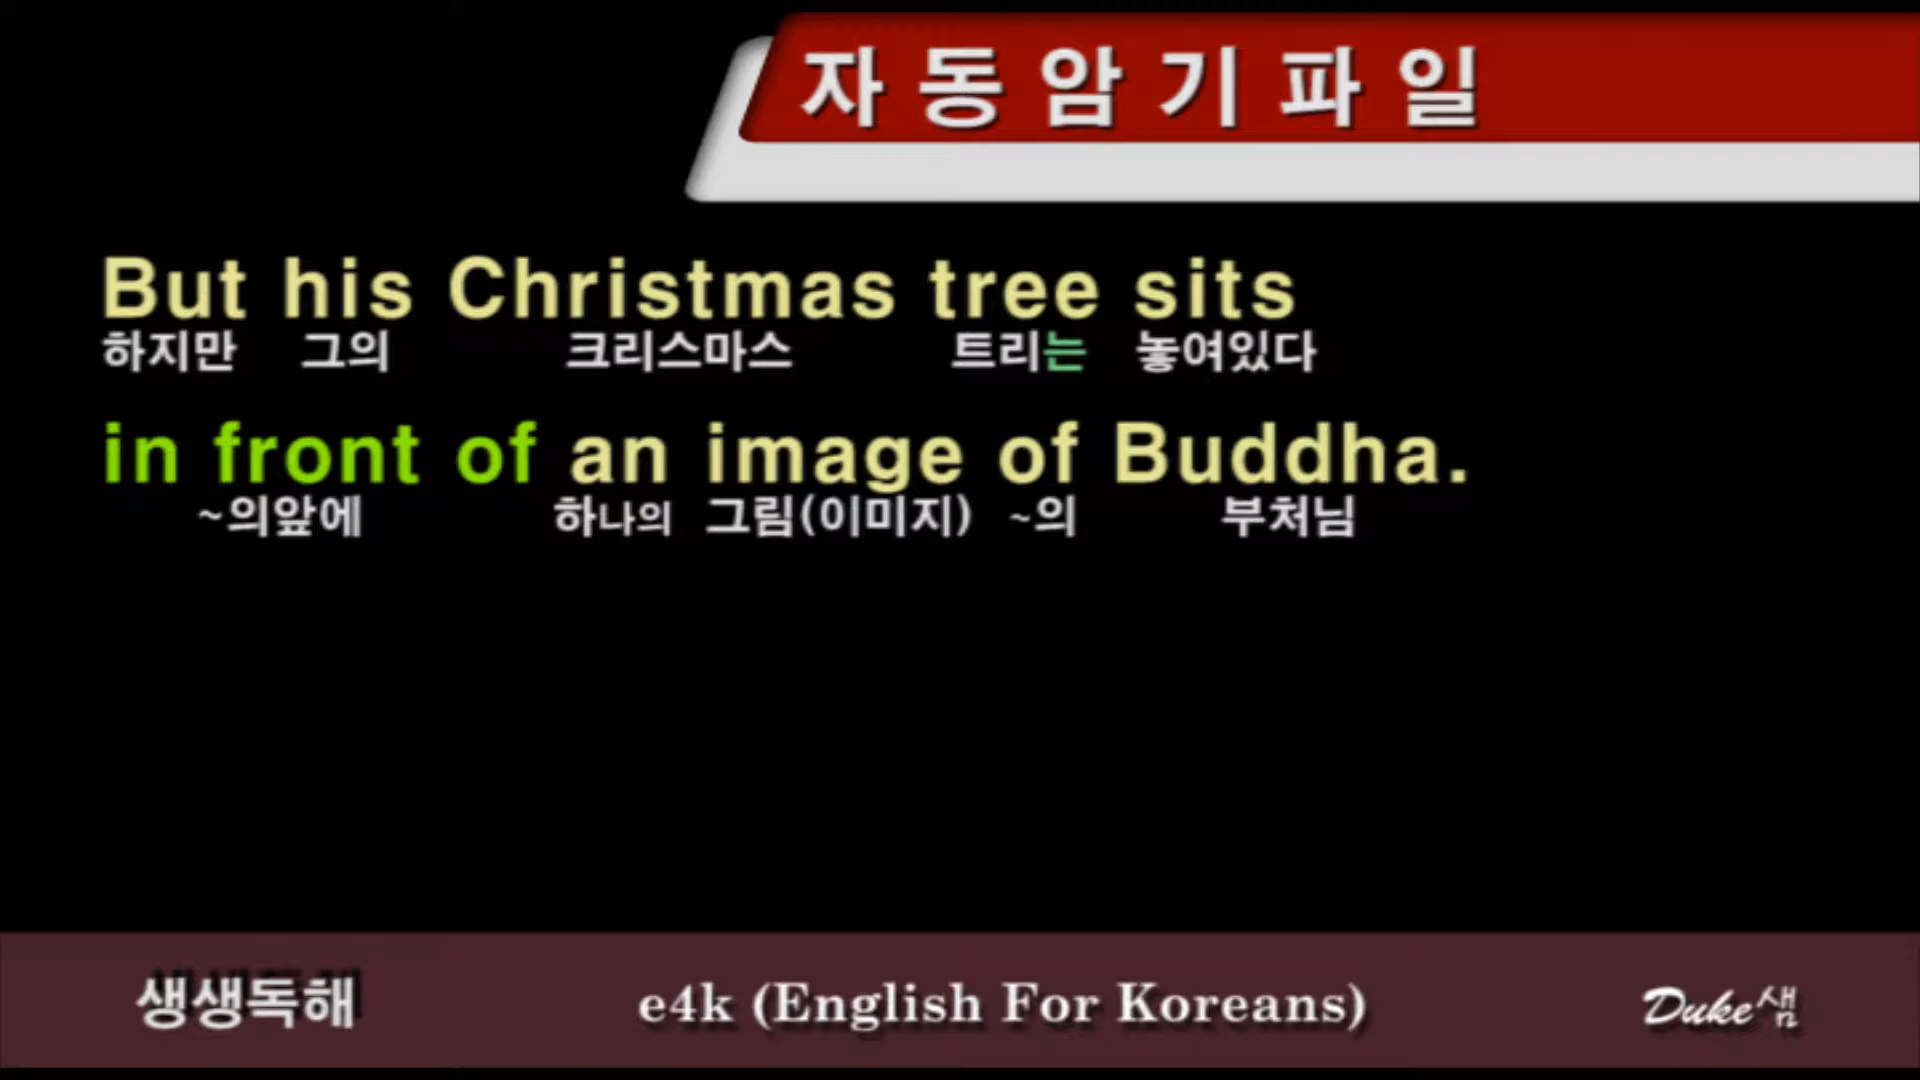 자동암기파일
But his Christmas tree sits
하지만 그의 크리스마스 트리는 놓여있다
in front of an image of Buddha.
~의앞에 하나의 그림(이미지) ~의 부처님
생생독해 e4k (English For Koreans) Duke샘